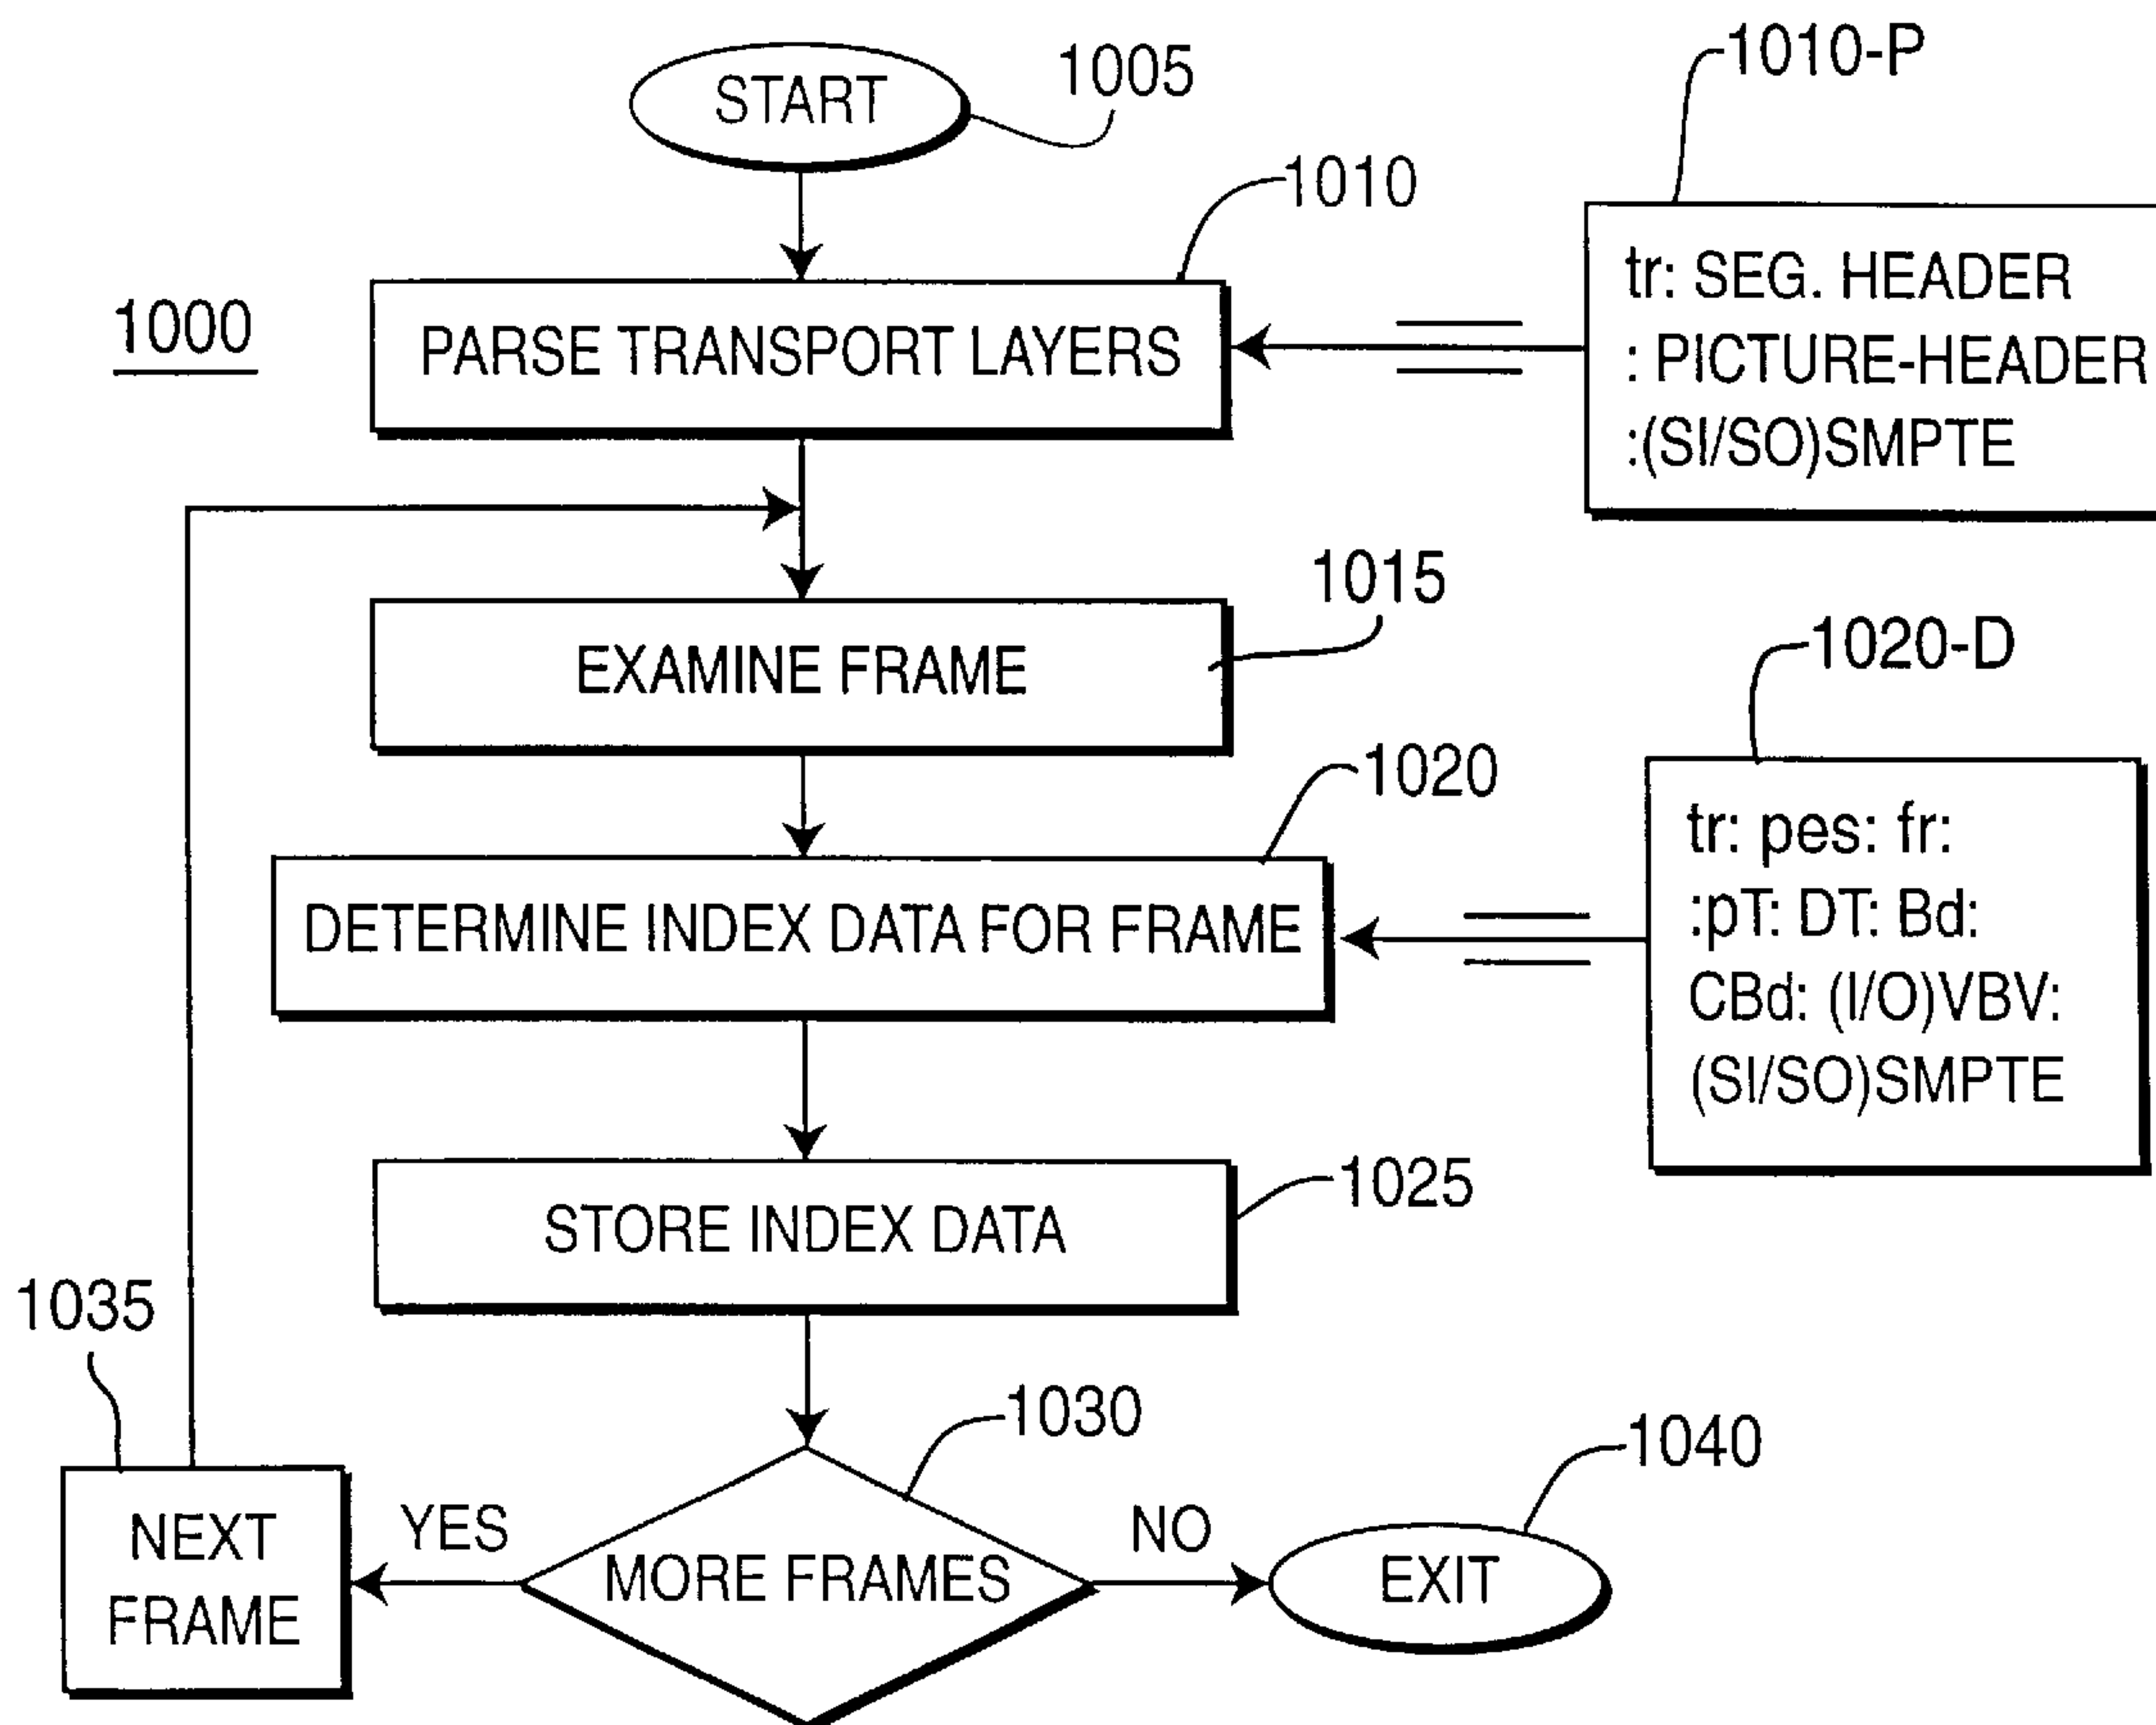 START
1005
1010-P
1010
1000
PARSE TRANSPORT LAYERS
tr: SEG. HEADER
: PICTURE-HEADER
:(SI/SO)SMPTE
EXAMINE FRAME
1015
1020-D
1020
DETERMINE INDEX DATA FOR FRAME
tr: pes: fr:
:pT: DT: Bd:
CBd: (I/O)VBV:
(SI/SO)SMPTE
STORE INDEX DATA
1025
1035
1030
1040
NEXT
FRAME
YES
MORE FRAMES
NO
EXIT